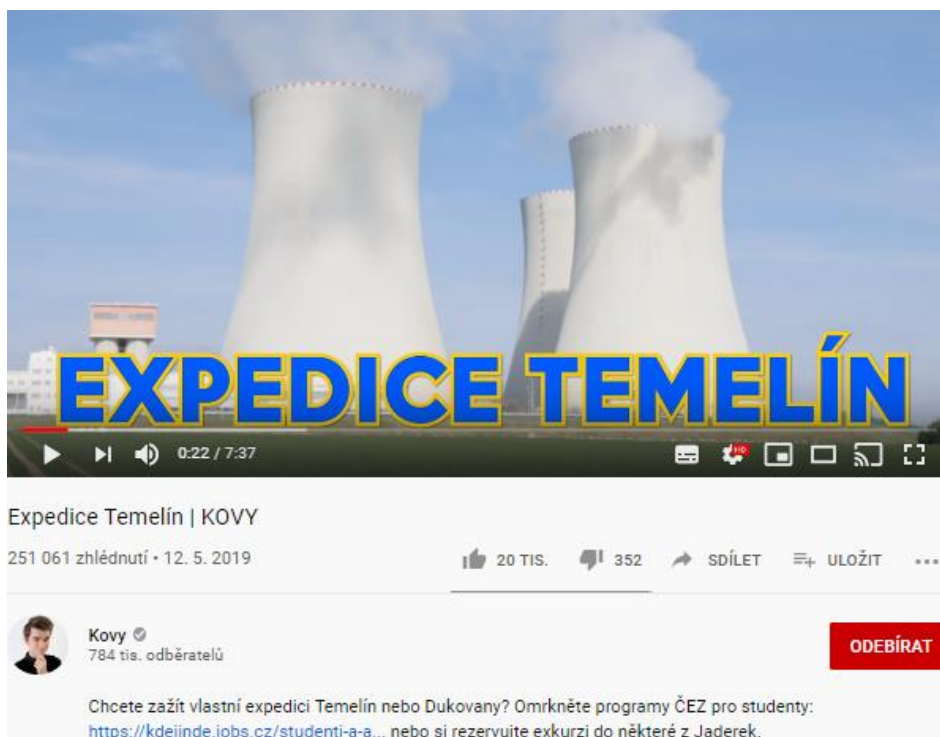 EXPEDICE TEMELÍN
0:22 / 7:37
HD
Expedice Temelín | KOVY
251 061 zhlédnutí • 12. 5. 2019
20 TIS. 352 SDÍLET ULOŽIT
Kovy
784 tis. odběratelů
ODEBÍRAT
Chcete zažít vlastní expedici Temelín nebo Dukovany? Omrkněte programy ČEZ pro studenty:
https://kdejinde.jobs.cz/studenti-a-a... nebo si rezervujte exkurzi do některé z Jaderek.